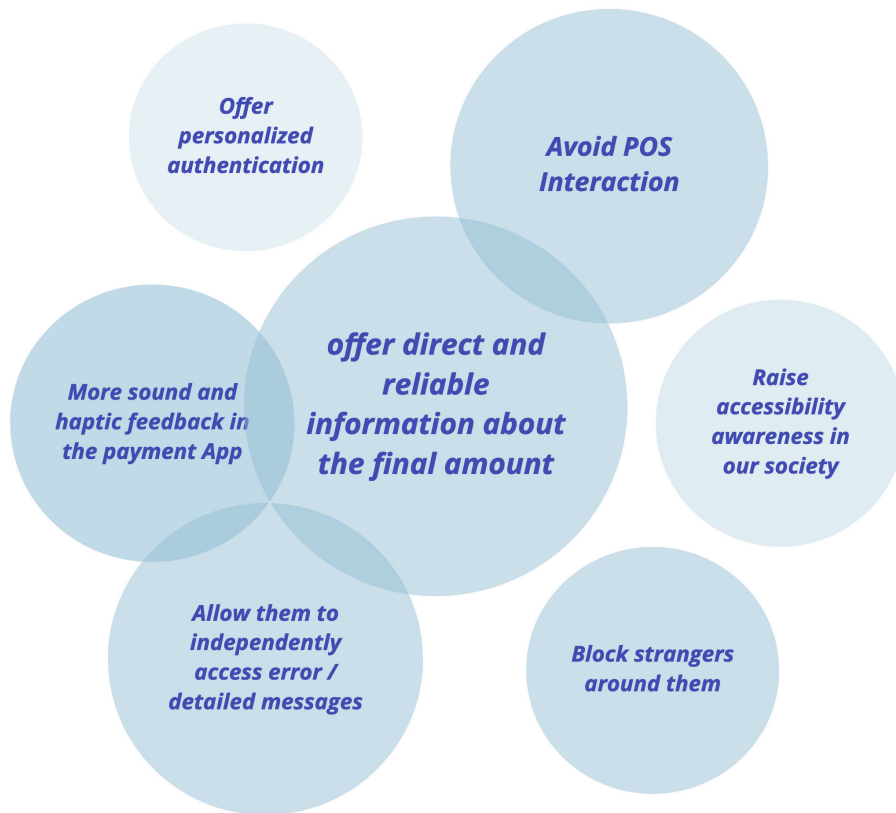 Offer
personalized
authentication
Avoid POS
Interaction
offer direct and
reliable
information about
the final amount
More sound and
haptic feedback in
the payment App
Raise
accessibility
awareness in
our society
Allow them to
independently
access error /
detailed messages
Block strangers
around them